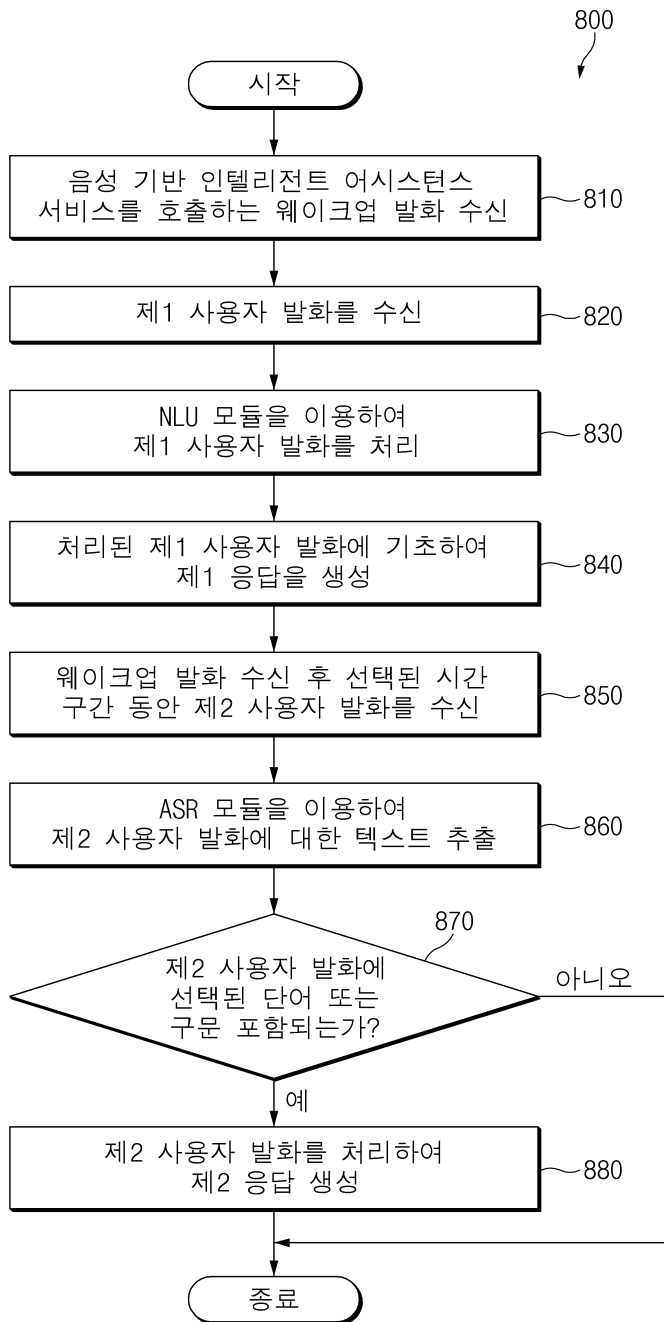 800
시작
음성 기반 인텔리전트 어시스턴스
서비스를 호출하는 웨이크업 발화 수신
810
제1 사용자 발화를 수신
820
NLU 모듈을 이용하여
제1 사용자 발화를 처리
830
처리된 제1 사용자 발화에 기초하여
제1 응답을 생성
840
웨이크업 발화 수신 후 선택된 시간
구간 동안 제2 사용자 발화를 수신
850
ASR 모듈을 이용하여
제2 사용자 발화에 대한 텍스트 추출
860
870
제2 사용자 발화에
선택된 단어 또는
구문 포함되는가?
아니오
예
제2 사용자 발화를 처리하여
제2 응답 생성
880
종료